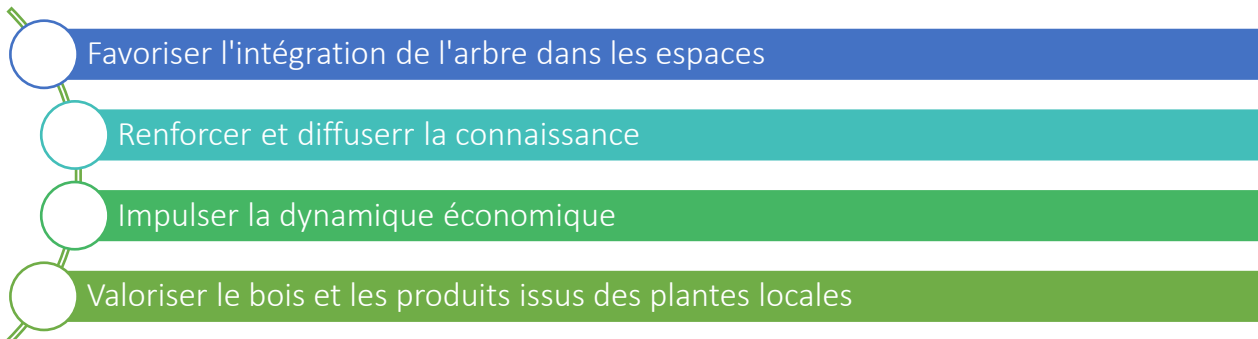 Favoriser l'intégration de l'arbre dans les espaces
Renforcer et diffuserr la connaissance
Impulser la dynamique économique
Valoriser le bois et les produits issus des plantes locales